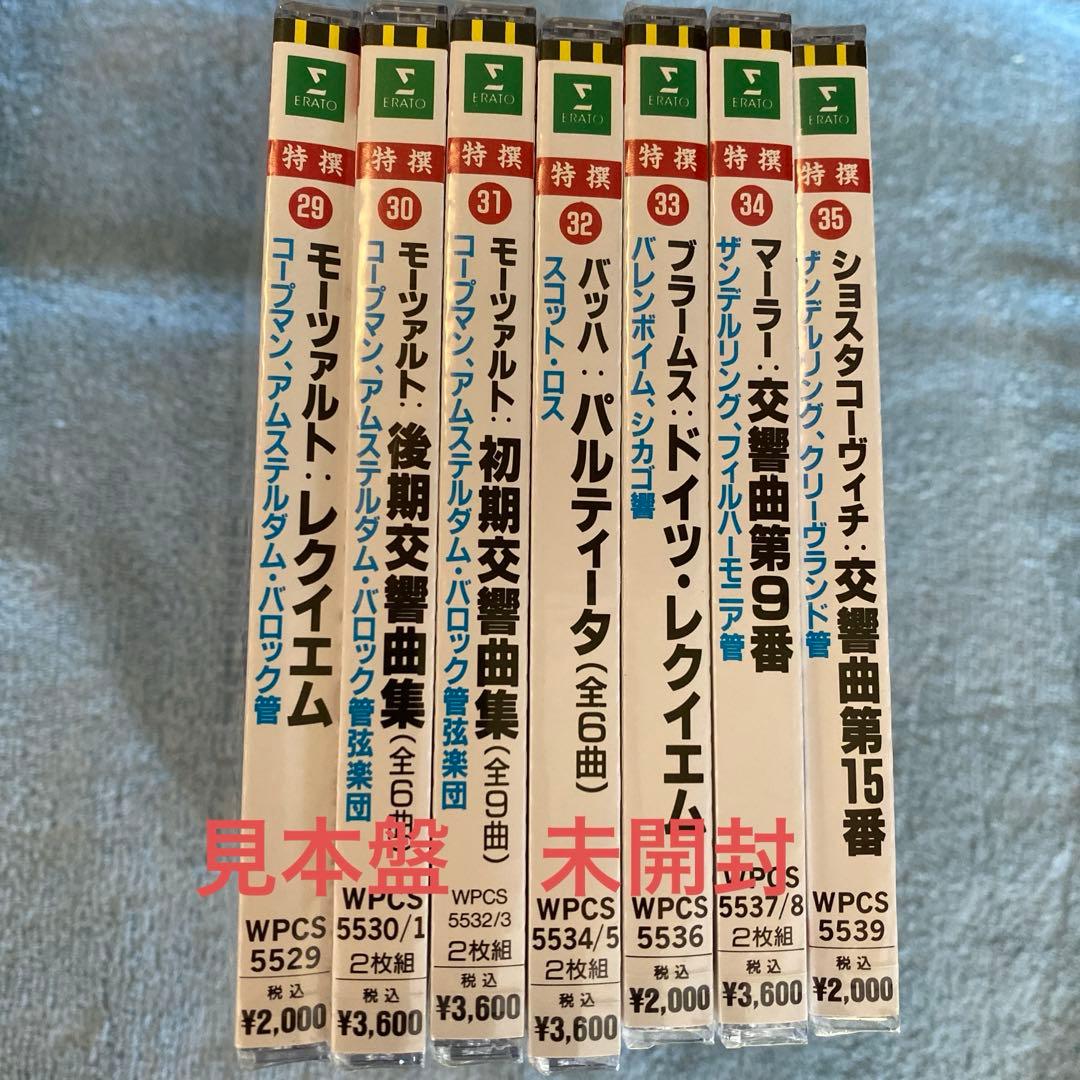 Σ
ERATO
特撰
29
モーツァルト:レクイエム
コープマン、アムステルダム・バロック管
WPCS
5529
税込
¥2,000
Σ
ERATO
特撰
30
モーツァルト:後期交響曲集(全6曲)
コープマン、アムステルダム・バロック管弦楽団
WPCS
5530/1
2枚組
税込
¥3,600
Σ
ERATO
特撰
31
モーツァルト:初期交響曲集(全9曲)
コープマン、アムステルダム・バロック管弦楽団
WPCS
5532/3
2枚組
税込
¥3,600
Σ
ERATO
特撰
32
バッハ:パルティータ(全6曲)
スコット・ロス
WPCS
5534/5
2枚組
税込
¥3,600
Σ
ERATO
特撰
33
ブラームス:ドイツ・レクイエム
バレンボイム、シカゴ響
WPCS
5536
税込
¥2,000
Σ
ERATO
特撰
34
マーラー:交響曲第9番
ザンデルリング、フィルハーモニア管
WPCS
5537/8
2枚組
税込
¥3,600
Σ
ERATO
特撰
35
ショスタコーヴィチ:交響曲第15番
ザンデルリング、クリーヴランド管
WPCS
5539
税込
¥2,000
見本盤 未開封